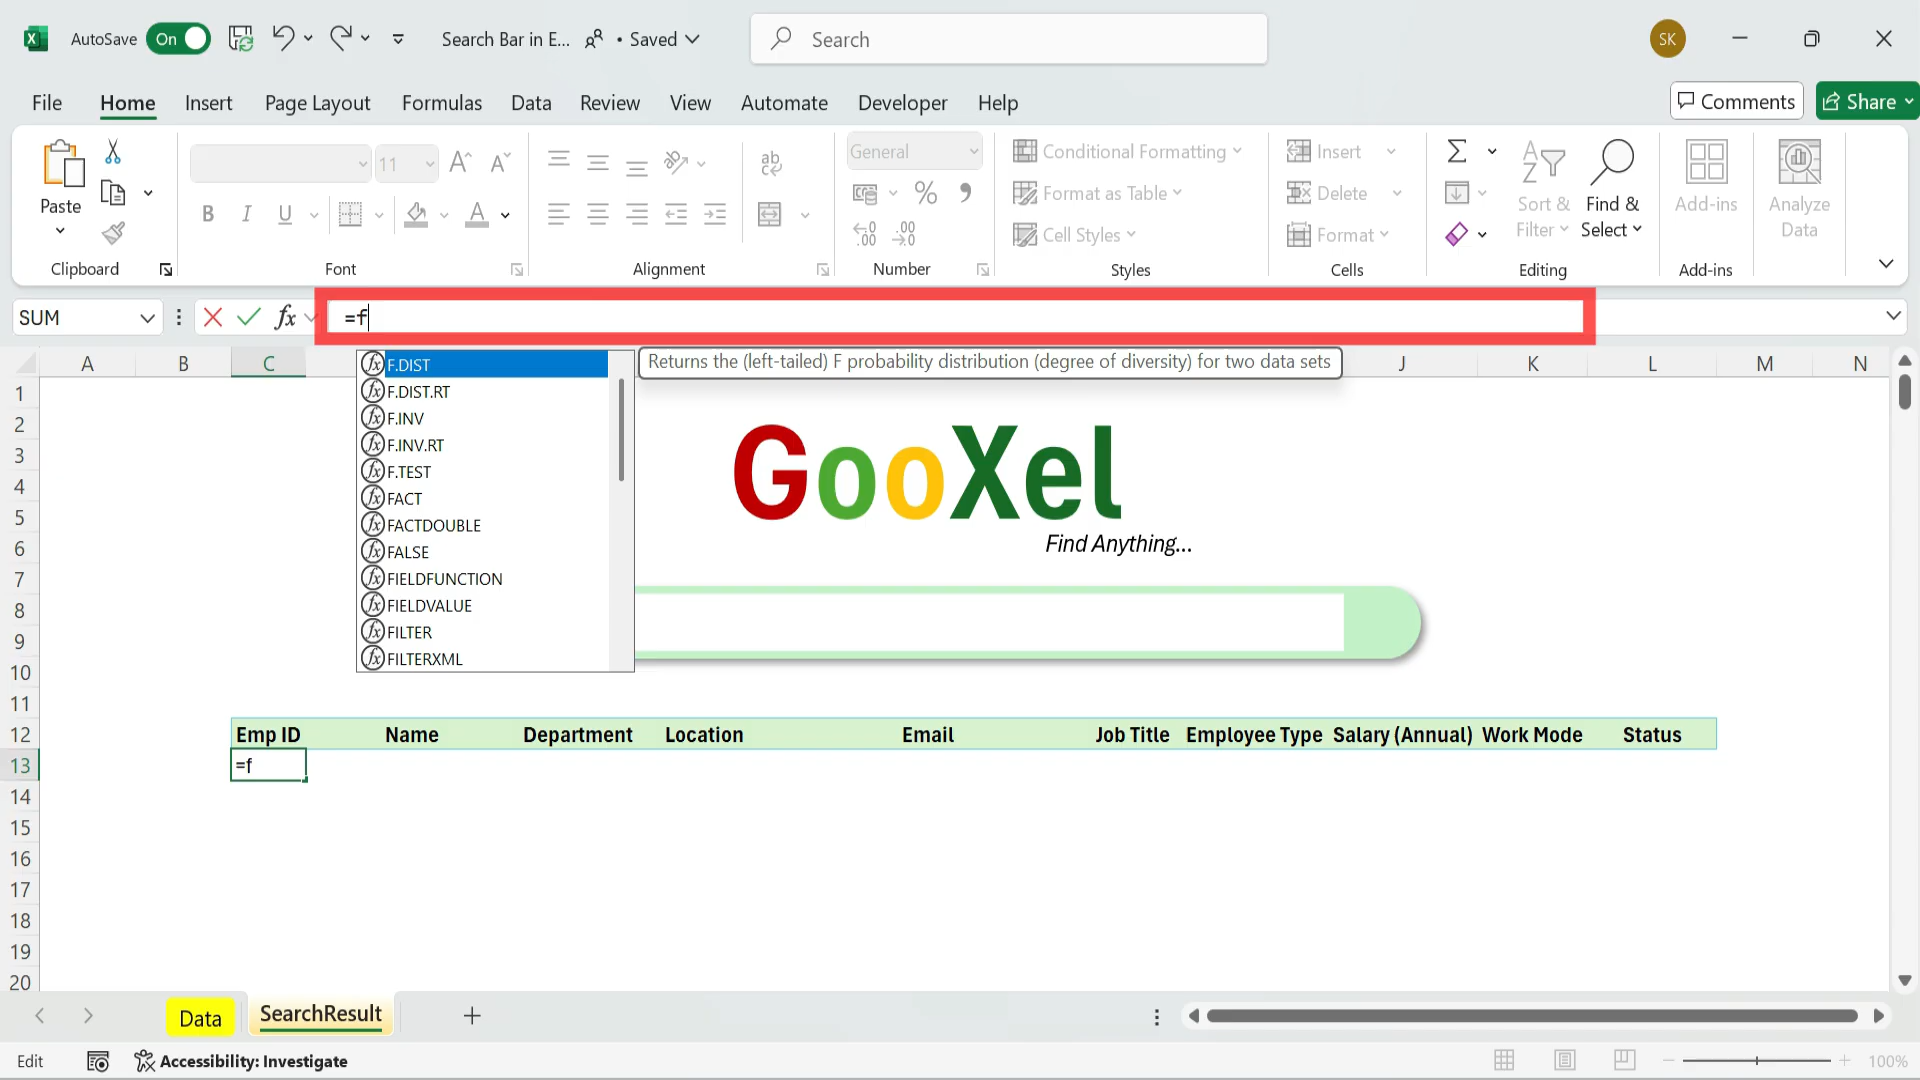 AutoSave On Search Bar in E... • Saved Search SK
File Home Insert Page Layout Formulas Data Review View Automate Developer Help Comments Share
General Conditional Formatting Insert
11 Format as Table Delete
Paste B I U A Cell Styles Format Sort & Filter Find & Select Add-ins Analyze Data
Clipboard Font Alignment Number Styles Cells Editing Add-ins
SUM fx =f
A B C J K L M N
F.DIST Returns the (left-tailed) F probability distribution (degree of diversity) for two data sets
F.DIST.RT
F.INV
F.INV.RT
F.TEST
FACT
FACTDOUBLE
FALSE
FIELDFUNCTION
FIELDVALUE
FILTER
FILTERXML
GooXel
Find Anything...
1
2
3
4
5
6
7
8
9
10
11
12 Emp ID Name Department Location Email Job Title Employee Type Salary (Annual) Work Mode Status
13 =f
14
15
16
17
18
19
20
Data SearchResult
Edit Accessibility: Investigate 100%